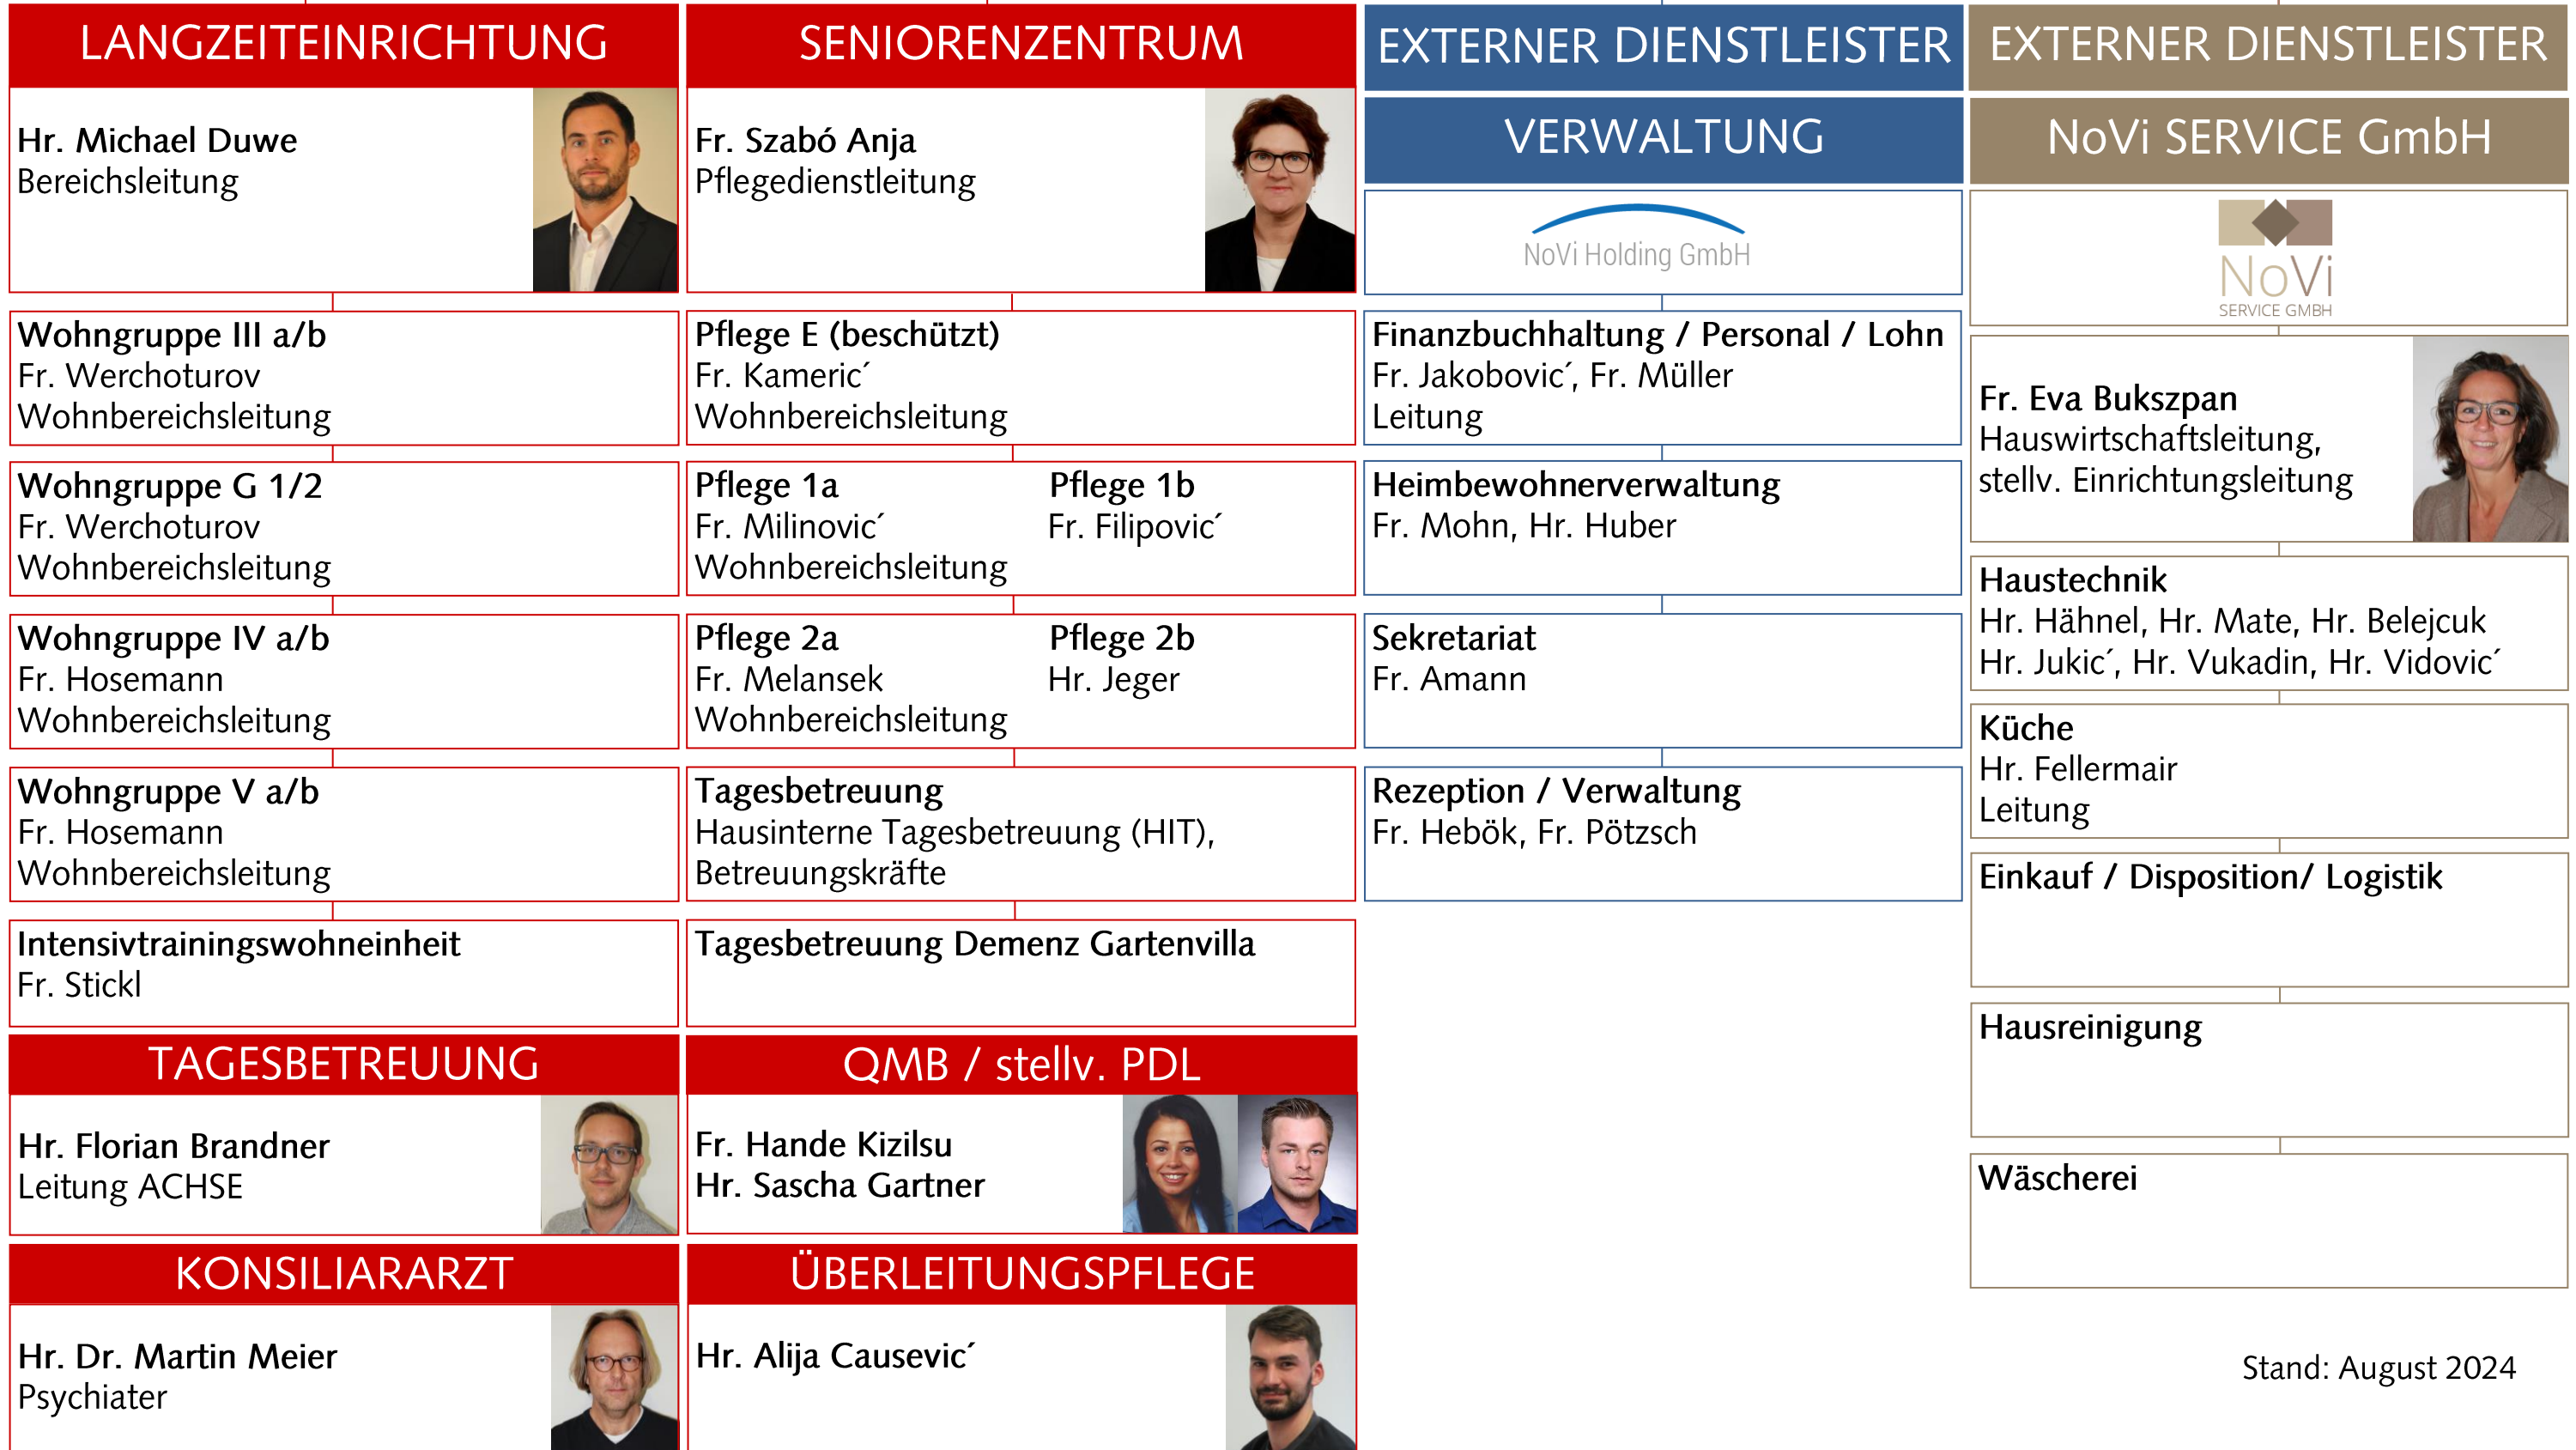 LANGZEITEINRICHTUNG
Hr. Michael Duwe
Bereichsleitung
Wohngruppe III a/b
Fr. Werchoturov
Wohnbereichsleitung
Wohngruppe G 1/2
Fr. Werchoturov
Wohnbereichsleitung
Wohngruppe IV a/b
Fr. Hosemann
Wohnbereichsleitung
Wohngruppe V a/b
Fr. Hosemann
Wohnbereichsleitung
Intensivtrainingswohneinheit
Fr. Stickl
TAGESBETREUUNG
Hr. Florian Brandner
Leitung ACHSE
KONSILIARARZT
Hr. Dr. Martin Meier
Psychiater
SENIORENZENTRUM
Fr. Szabó Anja
Pflegedienstleitung
Pflege E (beschützt)
Fr. Kameric´
Wohnbereichsleitung
Pflege 1a Pflege 1b
Fr. Milinovic´ Fr. Filipovic´
Wohnbereichsleitung
Pflege 2a Pflege 2b
Fr. Melansek Hr. Jeger
Wohnbereichsleitung
Tagesbetreuung
Hausinterne Tagesbetreuung (HIT),
Betreuungskräfte
Tagesbetreuung Demenz Gartenvilla
QMB / stellv. PDL
Fr. Hande Kizilsu
Hr. Sascha Gartner
ÜBERLEITUNGSPFLEGE
Hr. Alija Causevic´
EXTERNER DIENSTLEISTER
VERWALTUNG
NoVi Holding GmbH
Finanzbuchhaltung / Personal / Lohn
Fr. Jakobovic´, Fr. Müller
Leitung
Heimbewohnerverwaltung
Fr. Mohn, Hr. Huber
Sekretariat
Fr. Amann
Rezeption / Verwaltung
Fr. Hebök, Fr. Pötzsch
EXTERNER DIENSTLEISTER
NoVi SERVICE GmbH
NoVi
SERVICE GMBH
Fr. Eva Bukszpan
Hauswirtschaftsleitung,
stellv. Einrichtungsleitung
Haustechnik
Hr. Hähnel, Hr. Mate, Hr. Belejcuk
Hr. Jukic´, Hr. Vukadin, Hr. Vidovic´
Küche
Hr. Fellermair
Leitung
Einkauf / Disposition/ Logistik
Hausreinigung
Wäscherei
Stand: August 2024